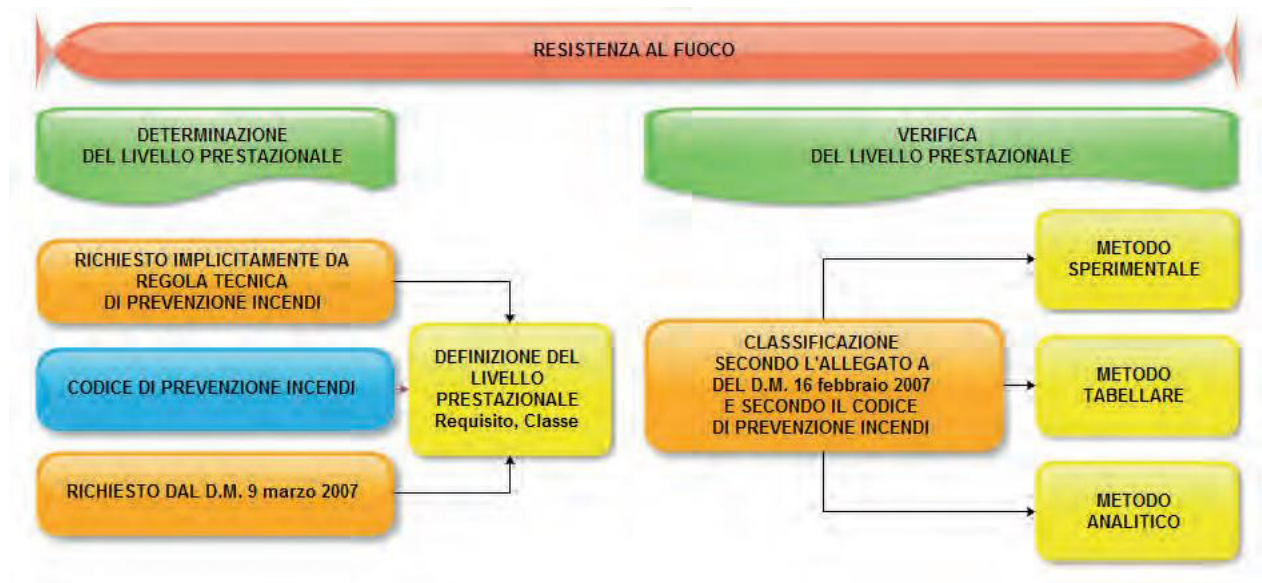 RESISTENZA AL FUOCO
DETERMINAZIONE
DEL LIVELLO PRESTAZIONALE
RICHIESTO IMPLICITAMENTE DA
REGOLA TECNICA
DI PREVENZIONE INCENDI
CODICE DI PREVENZIONE INCENDI
RICHIESTO DAL D.M. 9 marzo 2007
DEFINIZIONE DEL
LIVELLO
PRESTAZIONALE
Requisito, Classe
VERIFICA
DEL LIVELLO PRESTAZIONALE
CLASSIFICAZIONE
SECONDO L'ALLEGATO A
DEL D.M. 16 febbraio 2007
E SECONDO IL CODICE
DI PREVENZIONE INCENDI
METODO
SPERIMENTALE
METODO
TABELLARE
METODO
ANALITICO